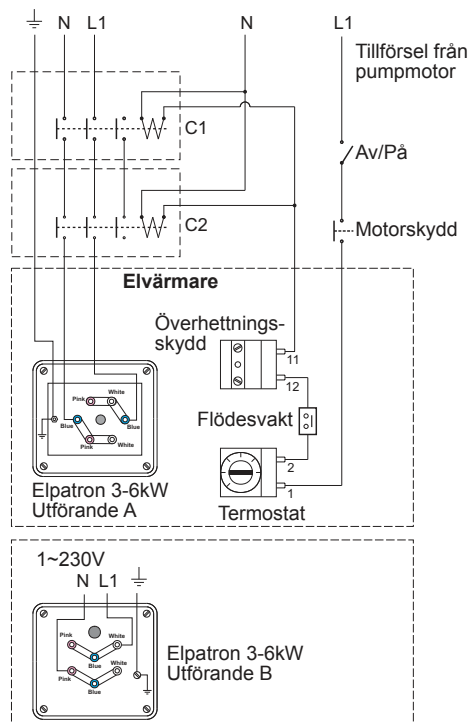 N L1 N L1
Tillförsel från
pumpmotor
C1
Av/På
C2
Motorskydd
Elvärmare
Överhettnings-
skydd
11
12
Pink
White
Blue
Blue
Pink
White
Flödesvakt
2
1
Elpatron 3-6kW
Utförande A
Termostat
1~230V
N L1
Pink
White
Blue
Pink
White
Blue
Elpatron 3-6kW
Utförande B